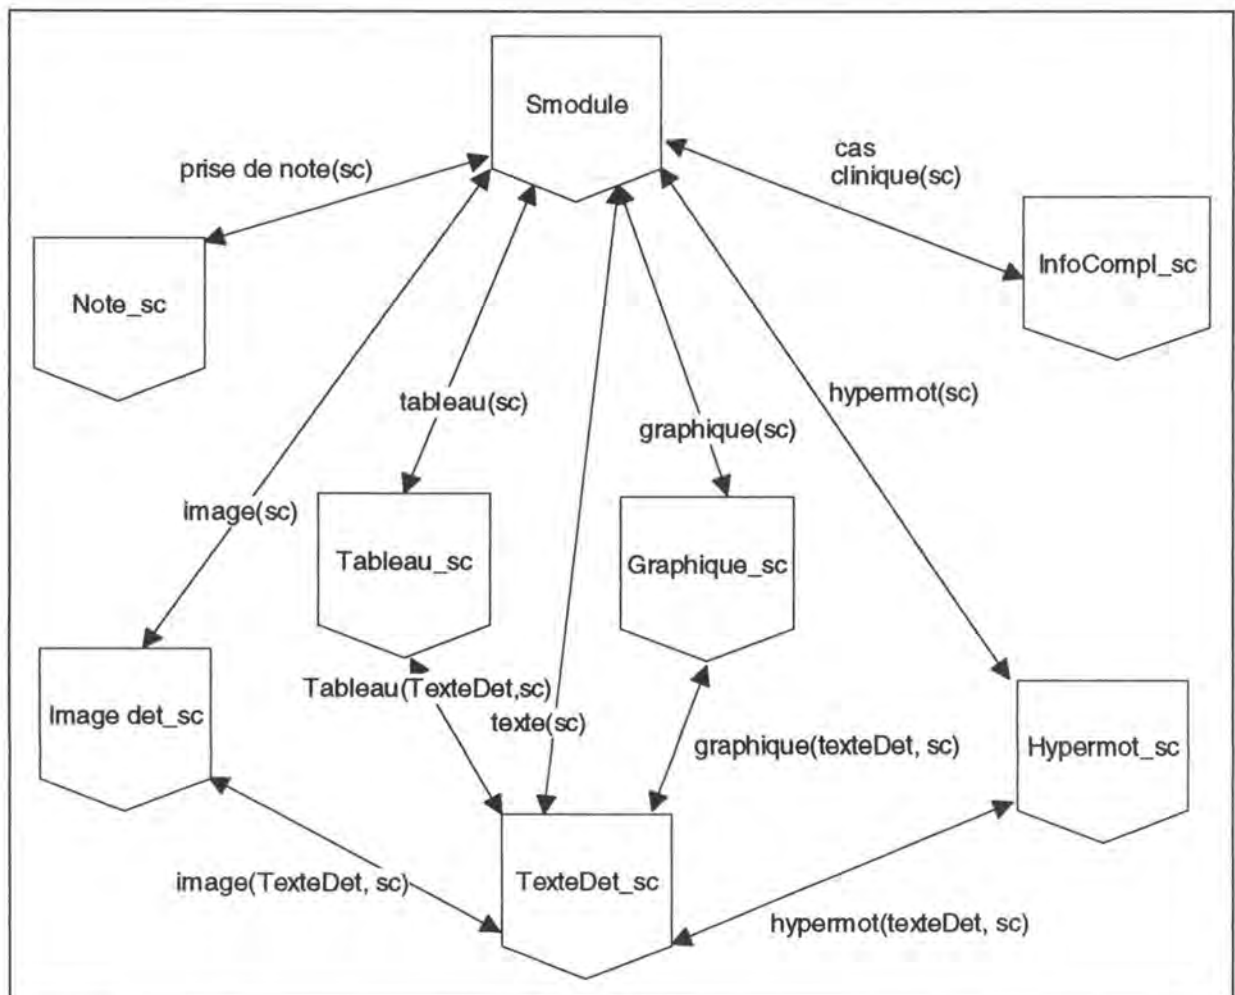 Smodule
cas
clinique(sc)
prise de note(sc)
InfoCompl_sc
Note_sc
hypermot(sc)
tableau(sc)
graphique(sc)
image(sc)
Tableau_sc
Graphique_sc
Tableau(TexteDet,sc)
Image det_sc
texte(sc)
graphique(texteDet, sc)
Hypermot_sc
image(TexteDet, sc)
TexteDet_sc
hypermot(texteDet, sc)